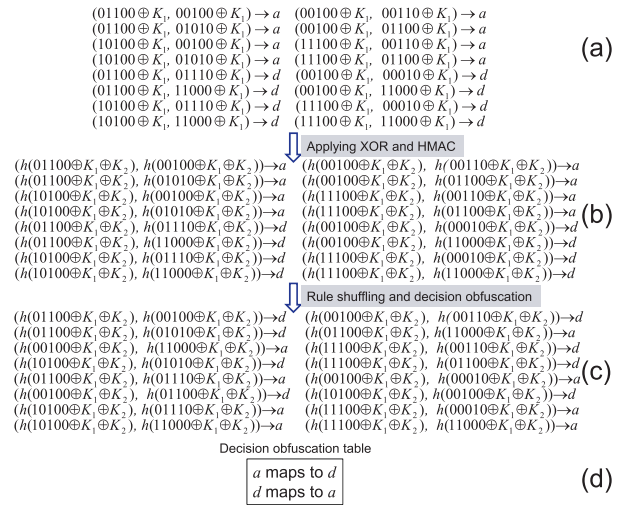 (01100⊕K₁, 00100⊕K₁)→a (00100⊕K₁, 00110⊕K₁)→a
(01100⊕K₁, 01010⊕K₁)→a (00100⊕K₁, 01100⊕K₁)→a
(10100⊕K₁, 00100⊕K₁)→a (11100⊕K₁, 00110⊕K₁)→a
(10100⊕K₁, 01010⊕K₁)→a (11100⊕K₁, 01100⊕K₁)→a
(01100⊕K₁, 01110⊕K₁)→d (00100⊕K₁, 00010⊕K₁)→d
(01100⊕K₁, 11000⊕K₁)→d (00100⊕K₁, 11000⊕K₁)→d
(10100⊕K₁, 01110⊕K₁)→d (11100⊕K₁, 00010⊕K₁)→d
(10100⊕K₁, 11000⊕K₁)→d (11100⊕K₁, 11000⊕K₁)→d
(a)
Applying XOR and HMAC
(h(01100⊕K₁⊕K₂), h(00100⊕K₁⊕K₂))→a (h(00100⊕K₁⊕K₂), h(00110⊕K₁⊕K₂))→a
(h(01100⊕K₁⊕K₂), h(01010⊕K₁⊕K₂))→a (h(00100⊕K₁⊕K₂), h(01100⊕K₁⊕K₂))→a
(h(10100⊕K₁⊕K₂), h(00100⊕K₁⊕K₂))→a (h(11100⊕K₁⊕K₂), h(00110⊕K₁⊕K₂))→a
(h(10100⊕K₁⊕K₂), h(01010⊕K₁⊕K₂))→a (h(11100⊕K₁⊕K₂), h(01100⊕K₁⊕K₂))→a
(h(01100⊕K₁⊕K₂), h(01110⊕K₁⊕K₂))→d (h(00100⊕K₁⊕K₂), h(00010⊕K₁⊕K₂))→d
(h(01100⊕K₁⊕K₂), h(11000⊕K₁⊕K₂))→d (h(00100⊕K₁⊕K₂), h(11000⊕K₁⊕K₂))→d
(h(10100⊕K₁⊕K₂), h(01110⊕K₁⊕K₂))→d (h(11100⊕K₁⊕K₂), h(00010⊕K₁⊕K₂))→d
(h(10100⊕K₁⊕K₂), h(11000⊕K₁⊕K₂))→d (h(11100⊕K₁⊕K₂), h(11000⊕K₁⊕K₂))→d
(b)
Rule shuffling and decision obfuscation
(h(01100⊕K₁⊕K₂), h(00100⊕K₁⊕K₂))→d (h(00100⊕K₁⊕K₂), h(00110⊕K₁⊕K₂))→d
(h(01100⊕K₁⊕K₂), h(01010⊕K₁⊕K₂))→d (h(01100⊕K₁⊕K₂), h(11000⊕K₁⊕K₂))→a
(h(00100⊕K₁⊕K₂), h(11000⊕K₁⊕K₂))→a (h(11100⊕K₁⊕K₂), h(00110⊕K₁⊕K₂))→d
(h(10100⊕K₁⊕K₂), h(01010⊕K₁⊕K₂))→d (h(11100⊕K₁⊕K₂), h(01100⊕K₁⊕K₂))→d
(h(01100⊕K₁⊕K₂), h(01110⊕K₁⊕K₂))→a (h(00100⊕K₁⊕K₂), h(00010⊕K₁⊕K₂))→a
(h(00100⊕K₁⊕K₂), h(01100⊕K₁⊕K₂))→d (h(10100⊕K₁⊕K₂), h(00100⊕K₁⊕K₂))→d
(h(10100⊕K₁⊕K₂), h(01110⊕K₁⊕K₂))→a (h(11100⊕K₁⊕K₂), h(00010⊕K₁⊕K₂))→a
(h(10100⊕K₁⊕K₂), h(11000⊕K₁⊕K₂))→a (h(11100⊕K₁⊕K₂), h(11000⊕K₁⊕K₂))→a
(c)
Decision obfuscation table
a maps to d
d maps to a
(d)